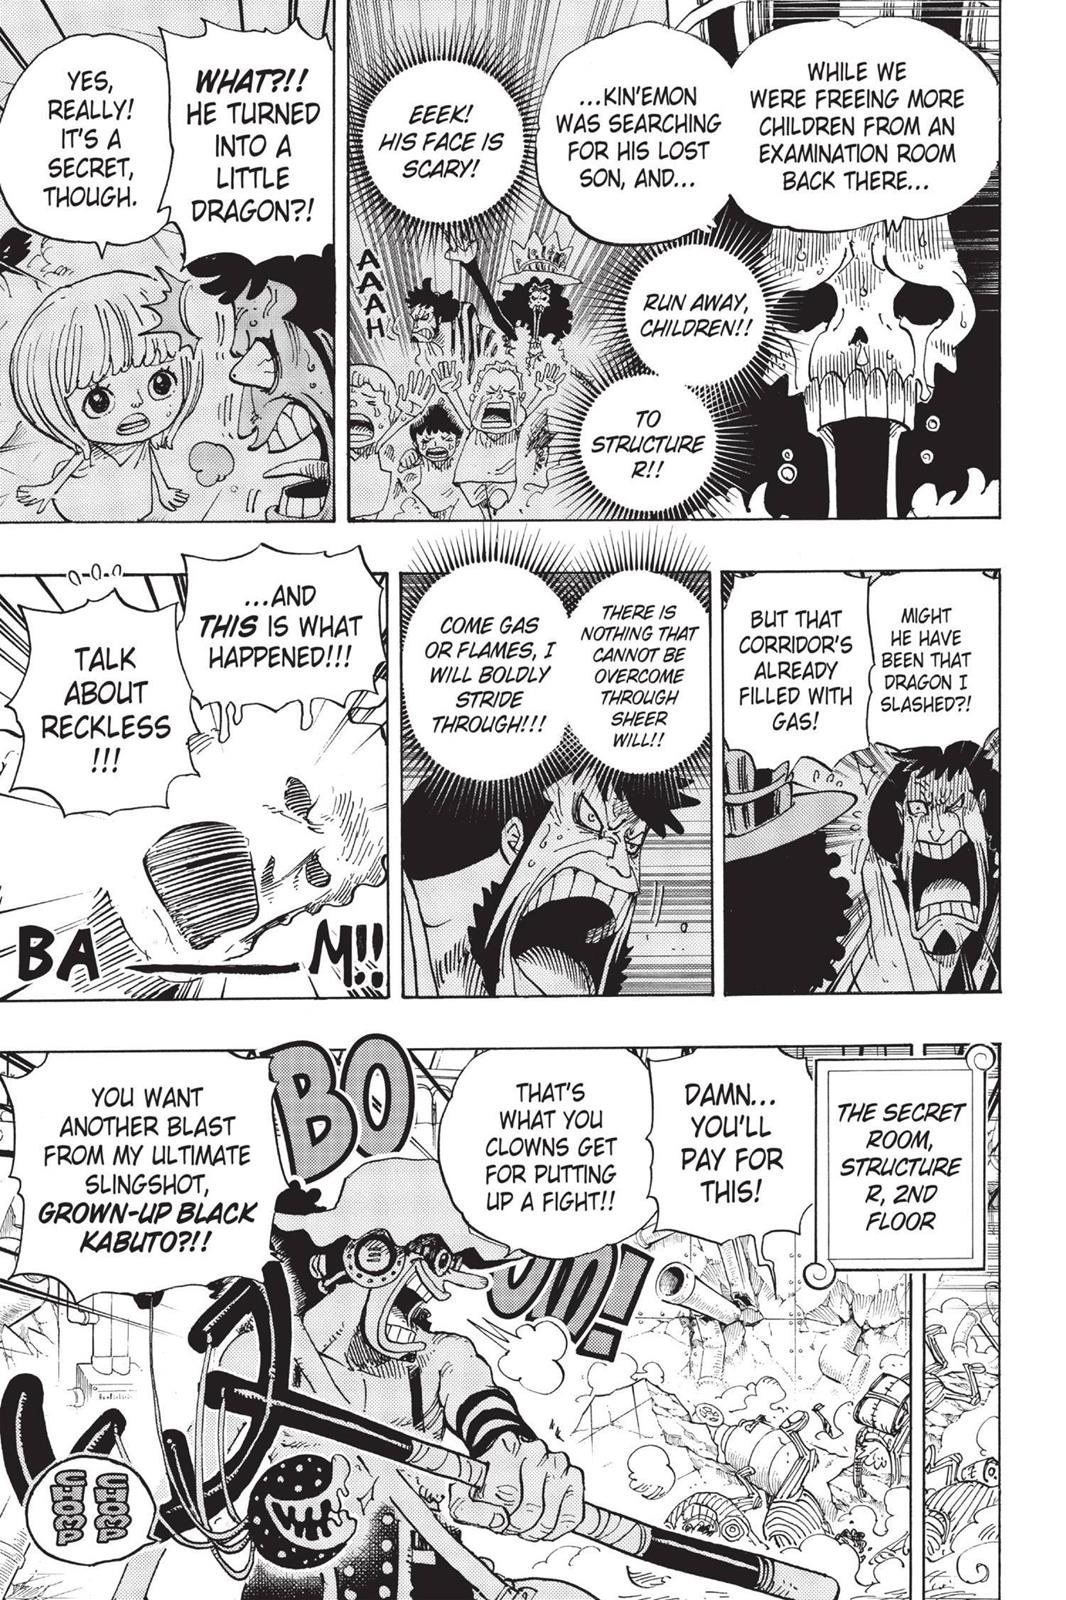 WHILE WE
WERE FREEING MORE
CHILDREN FROM AN
EXAMINATION ROOM
BACK THERE...
...KIN'EMON
WAS SEARCHING
FOR HIS LOST
SON, AND...
EEEK!
HIS FACE IS
SCARY!
AAAH
RUN AWAY,
CHILDREN!!
TO
STRUCTURE
R!!
WHAT?!!
HE TURNED
INTO A
LITTLE
DRAGON?!
YES,
REALLY!
IT'S A
SECRET,
THOUGH.
MIGHT
HE HAVE
BEEN THAT
DRAGON I
SLASHED?!
BUT THAT
CORRIDOR'S
ALREADY
FILLED WITH
GAS!
THERE IS
NOTHING THAT
CANNOT BE
OVERCOME
THROUGH
SHEER
WILL!!
COME GAS
OR FLAMES, I
WILL BOLDLY
STRIDE
THROUGH!!!
...AND
THIS IS WHAT
HAPPENED!!!
TALK
ABOUT
RECKLESS
!!!
BA M!!
THE SECRET
ROOM,
STRUCTURE
R, 2ND
FLOOR
DAMN...
YOU'LL
PAY FOR
THIS!
THAT'S
WHAT YOU
CLOWNS GET
FOR PUTTING
UP A FIGHT!!
BO
OM!
YOU WANT
ANOTHER BLAST
FROM MY ULTIMATE
SLINGSHOT,
GROWN-UP BLACK
KABUTO?!!
CHOMP
CHOMP